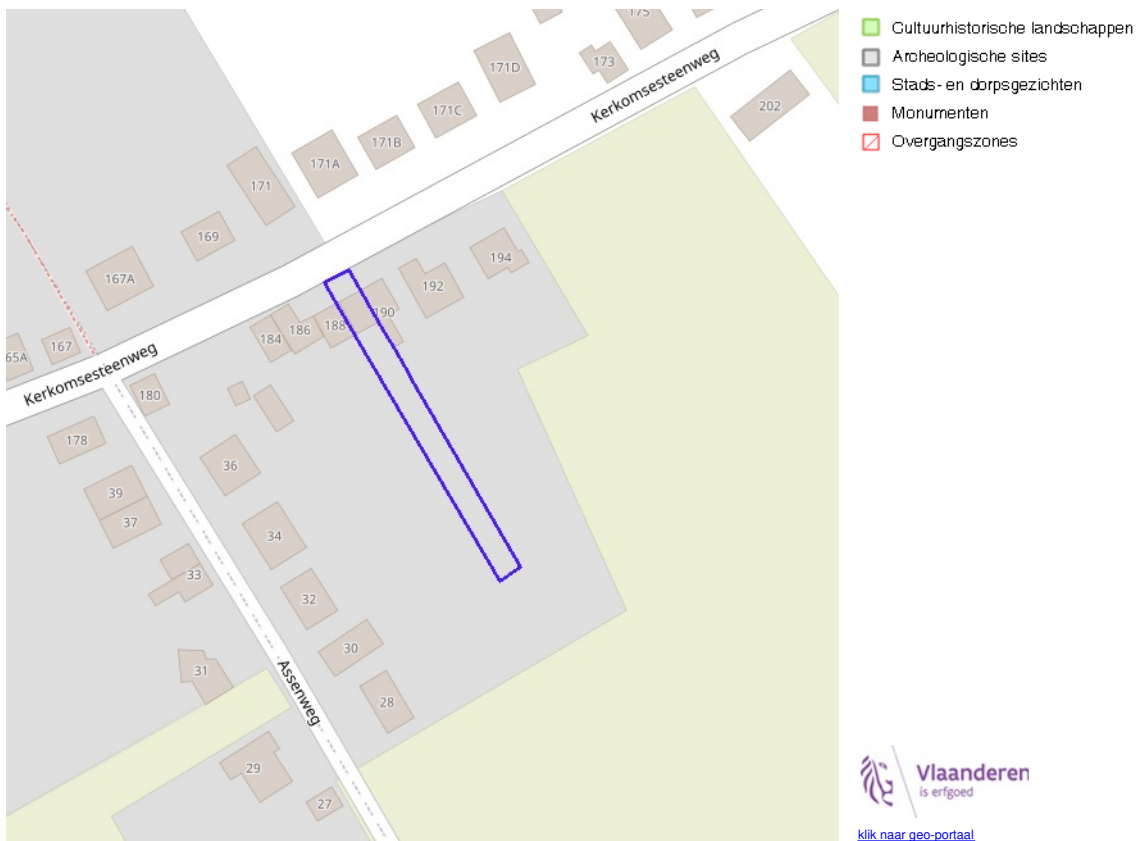 Cultuurhistorische landschappen
Archeologische sites
Stads- en dorpsgezichten
Monumenten
Overgangszones
175
173
171D
171C
171B
171A
171
169
167A
167
65A
202
Kerkomsesteenweg
194
192
190
188
186
184
180
178
Kerkomsesteenweg
36
39
37
34
33
32
30
31
28
Assenweg
29
27
Vlaanderen
is erfgoed
klik naar geo-portaal